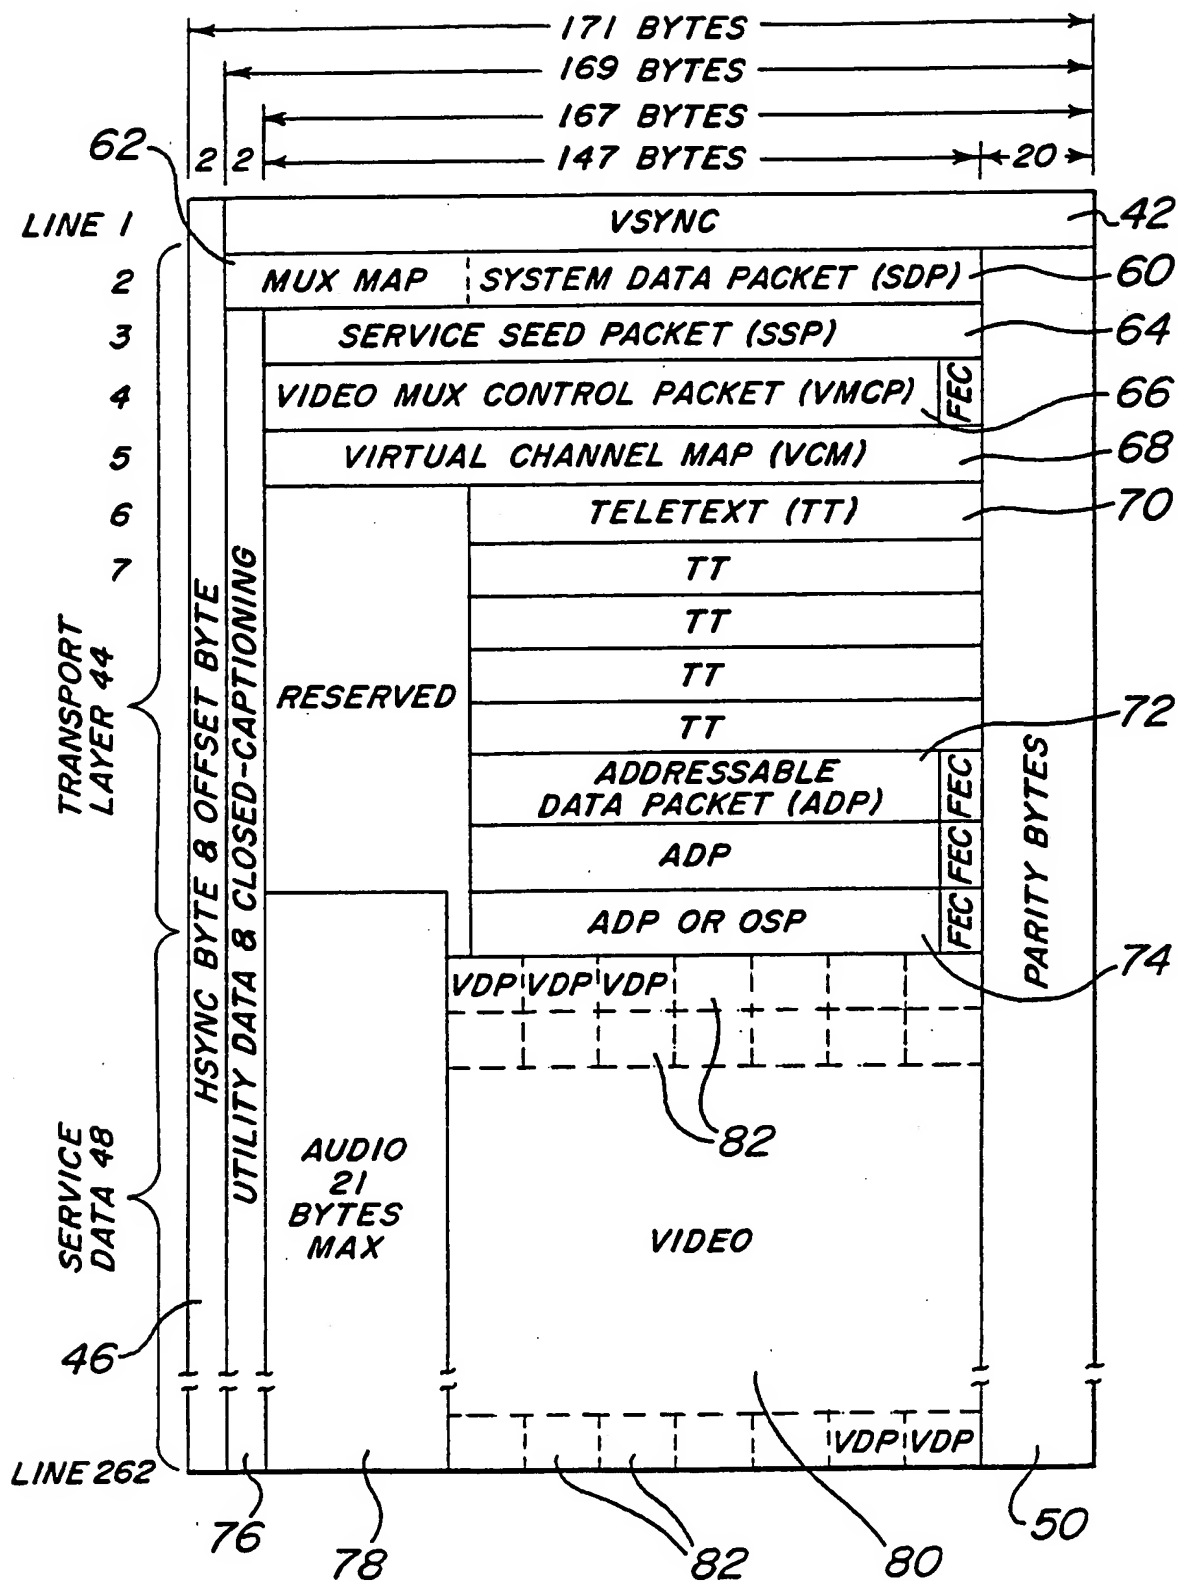 171 BYTES
169 BYTES
167 BYTES
62 2 2 147 BYTES 20
LINE 1 VSYNC 42
2 MUX MAP SYSTEM DATA PACKET (SDP) 60
3 SERVICE SEED PACKET (SSP) 64
4 VIDEO MUX CONTROL PACKET (VMCP) FEC 66
5 VIRTUAL CHANNEL MAP (VCM) 68
6 TELETEXT (TT) 70
7 TT
TT
TT
TT
RESERVED
72
ADDRESSABLE
DATA PACKET (ADP) FEC
ADP FEC
ADP OR OSP FEC
74
TRANSPORT
LAYER 44
HSYNC BYTE & OFFSET BYTE
UTILITY DATA & CLOSED-CAPTIONING
PARITY BYTES
VDP VDP VDP
82
SERVICE
DATA 48
AUDIO
21
BYTES
MAX
VIDEO
46
VDP VDP
LINE 262
76 78 82 80 50